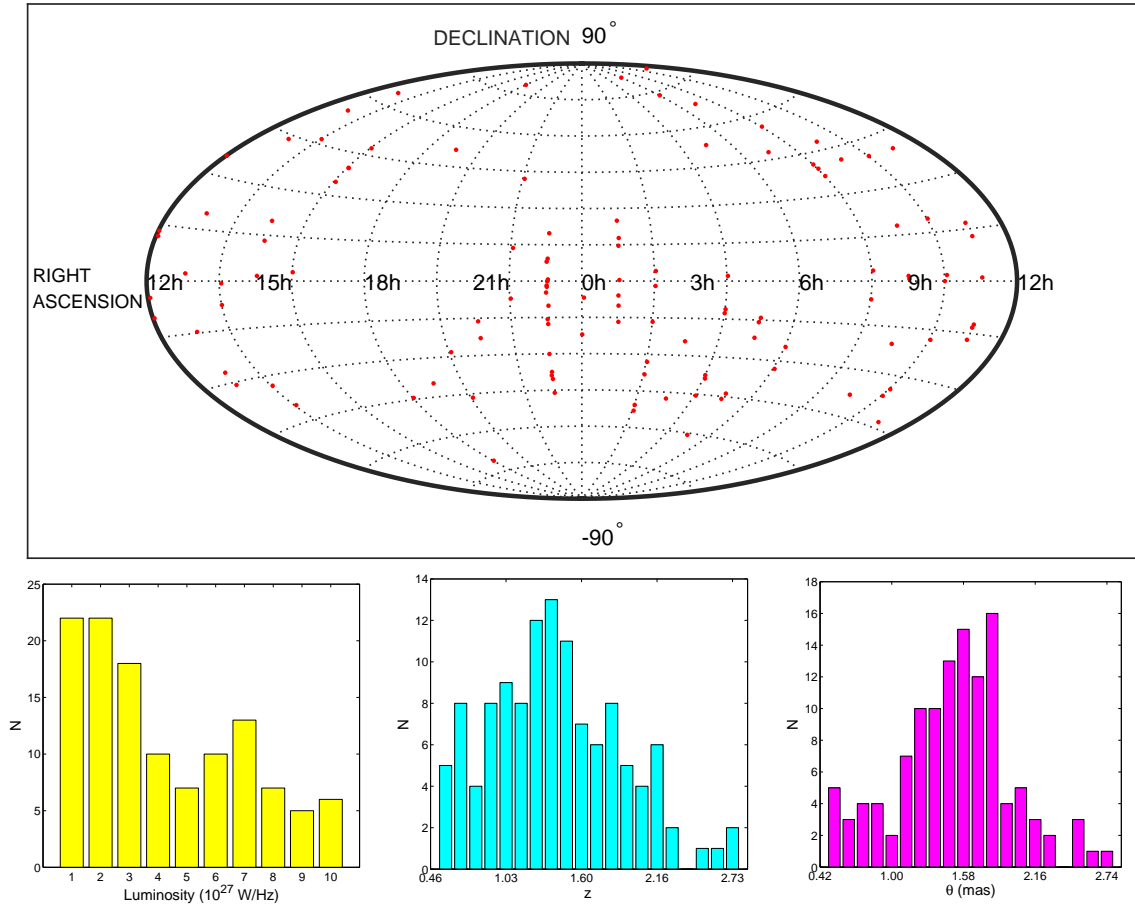 DECLINATION 90°
RIGHT
ASCENSION
12h 15h 18h 21h 0h 3h 6h 9h 12h
-90°
25
20
15
10
5
0
N
1 2 3 4 5 6 7 8 9 10
Luminosity (10²⁷ W/Hz)
14
12
10
8
6
4
2
0
N
0.46 1.03 1.60 2.16 2.73
z
18
16
14
12
10
8
6
4
2
0
N
0.42 1.00 1.58 2.16 2.74
θ (mas)